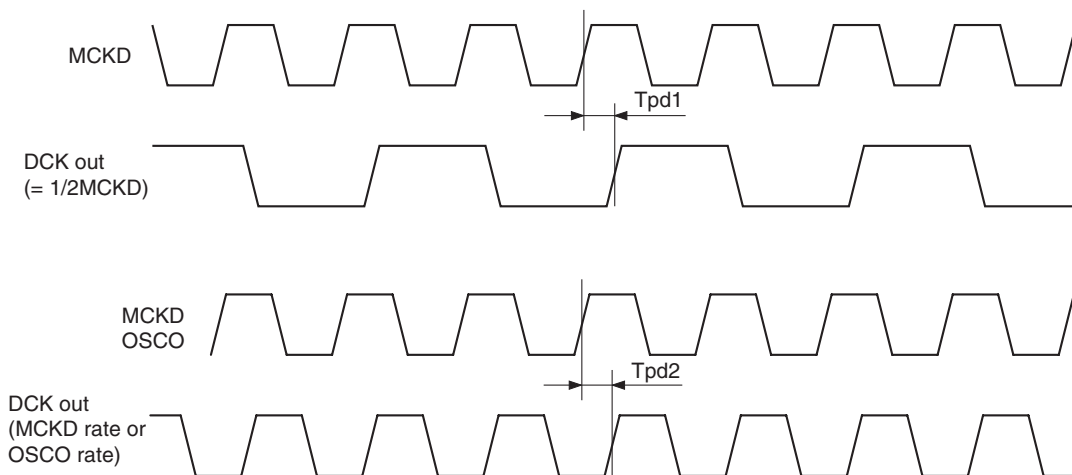 MCKD
Tpd1
DCK out
(= 1/2MCKD)
MCKD
OSCO
Tpd2
DCK out
(MCKD rate or
OSCO rate)